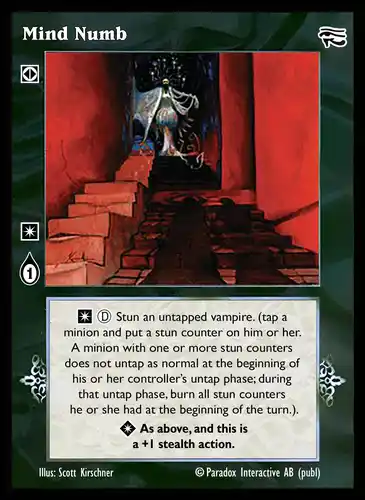 Mind Numb
1
D Stun an untapped vampire. (tap a
minion and put a stun counter on him or her.
A minion with one or more stun counters
does not untap as normal at the beginning of
his or her controller's untap phase; during
that untap phase, burn all stun counters
he or she had at the beginning of the turn.).
As above, and this is
a +1 stealth action.
Illus: Scott Kirschner
© Paradox Interactive AB (publ)